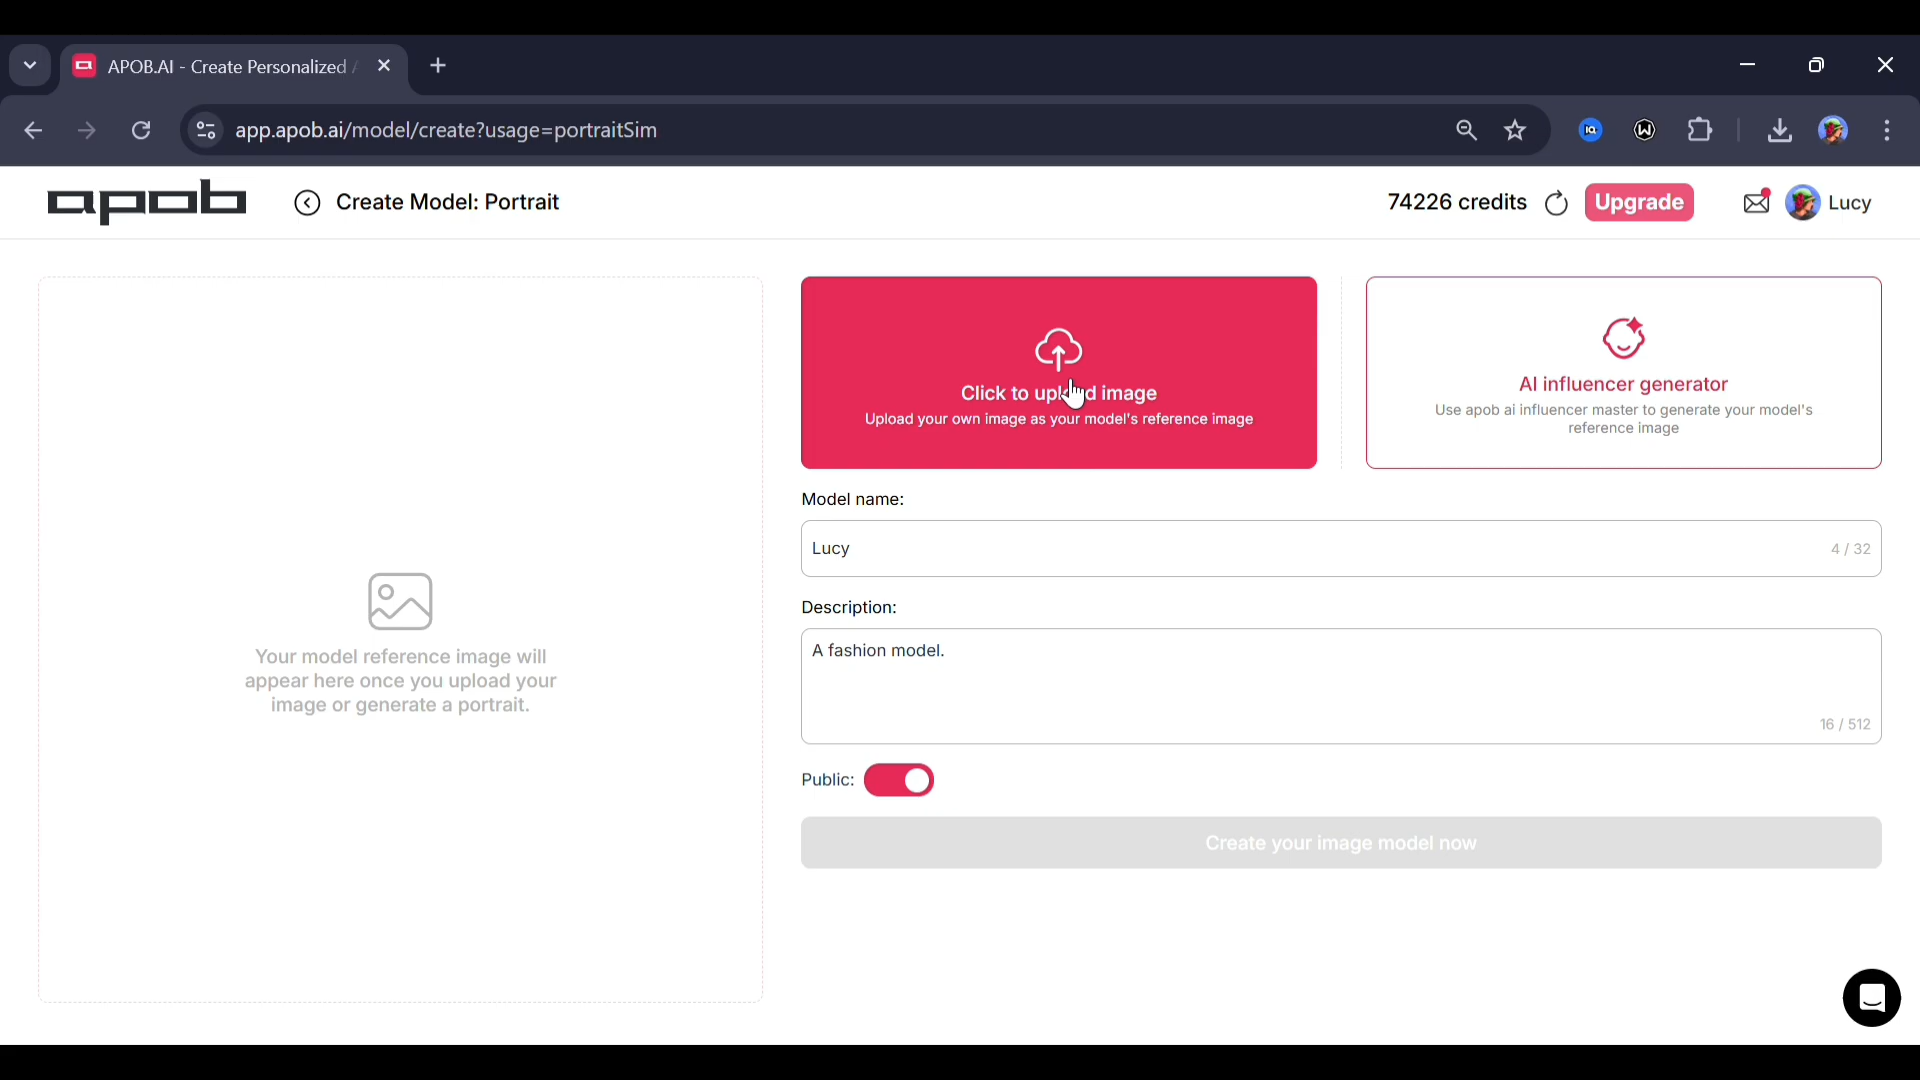 APOB.AI - Create Personalized
app.apob.ai/model/create?usage=portraitSim
apob
Create Model: Portrait
74226 credits
Upgrade
Lucy
Click to upload image
Upload your own image as your model's reference image
AI influencer generator
Use apob ai influencer master to generate your model's
reference image
Model name:
Lucy
4 / 32
Description:
A fashion model.
16 / 512
Public:
Create your image model now
Your model reference image will
appear here once you upload your
image or generate a portrait.